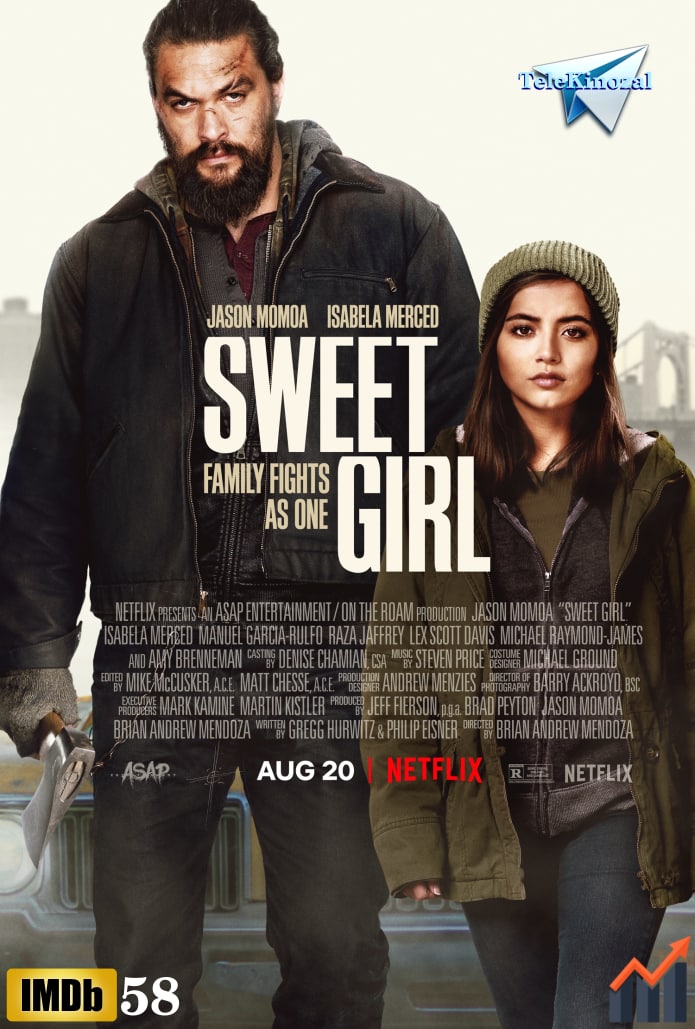 TeleKinozal
JASON MOMOA ISABELA MERCED
SWEET
FAMILY FIGHTS
AS ONE
GIRL
NETFLIX PRESENTS AN ASAP ENTERTAINMENT / ON THE ROAM PRODUCTION JASON MOMOA "SWEET GIRL"
ISABELA MERCED MANUEL GARCIA-RULFO RAZA JAFFREY LEX SCOTT DAVIS MICHAEL RAYMOND-JAMES
AND AMY BRENNEMAN CASTING BY DENISE CHAMIAN, CSA MUSIC BY STEVEN PRICE COSTUME DESIGNER MICHAEL GROUND
EDITED BY MIKE McCUSKER, A.C.E. MATT CHESSE, A.C.E. PRODUCTION DESIGNER ANDREW MENZIES DIRECTOR OF PHOTOGRAPHY BARRY ACKROYD, BSC
EXECUTIVE PRODUCERS MARK KAMINE MARTIN KISTLER PRODUCED BY JEFF FIERSON, p.g.a. BRAD PEYTON JASON MOMOA
BRIAN ANDREW MENDOZA WRITTEN BY GREGG HURWITZ & PHILIP EISNER DIRECTED BY BRIAN ANDREW MENDOZA
ASAP
AUG 20 | NETFLIX
R
NETFLIX
IMDb 58